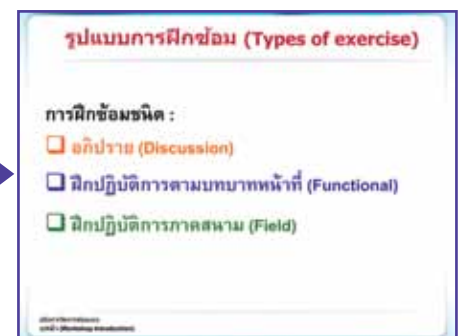 รูปแบบการฝึกซ้อม (Types of exercise)
การฝึกซ้อมชนิด :
อภิปราย (Discussion)
ฝึกปฏิบัติการตามบทบาทหน้าที่ (Functional)
ฝึกปฏิบัติการภาคสนาม (Field)
(Workshop Introduction)